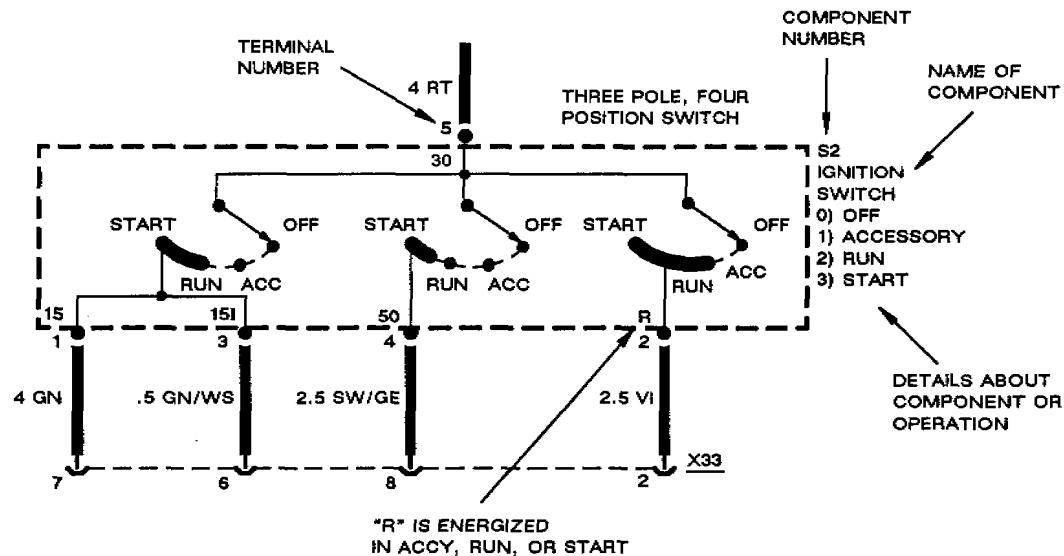 COMPONENT
NUMBER
TERMINAL
NUMBER
NAME OF
COMPONENT
4 RT
THREE POLE, FOUR
POSITION SWITCH
5
30
S2
IGNITION
SWITCH
0) OFF
1) ACCESSORY
2) RUN
3) START
START
OFF
RUN
ACC
START
OFF
RUN
ACC
START
OFF
RUN
ACC
15
15I
50
R
1
3
4
2
4 GN
.5 GN/WS
2.5 SW/GE
2.5 VI
DETAILS ABOUT
COMPONENT OR
OPERATION
7
6
8
2
X33
"R" IS ENERGIZED
IN ACCY, RUN, OR START